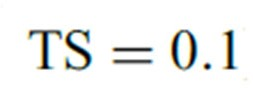 TS = 0.1